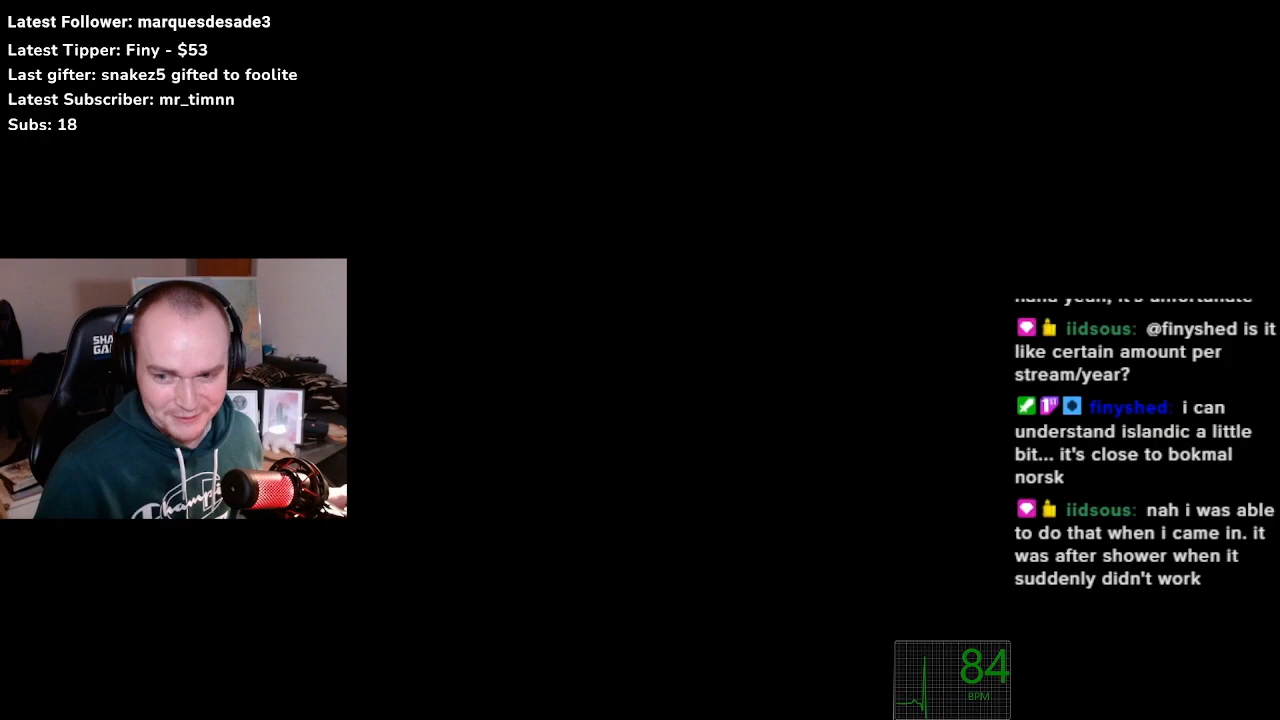 Latest Follower: marquesdesade3
Latest Tipper: Finy - $53
Last gifter: snakez5 gifted to foolite
Latest Subscriber: mr_timnn
Subs: 18
iidsous: @finyshed is it
like certain amount per
stream/year?
finyshed: i can
understand islandic a little
bit... it's close to bokmal
norsk
iidsous: nah i was able
to do that when i came in. it
was after shower when it
suddenly didn't work
84
BPM